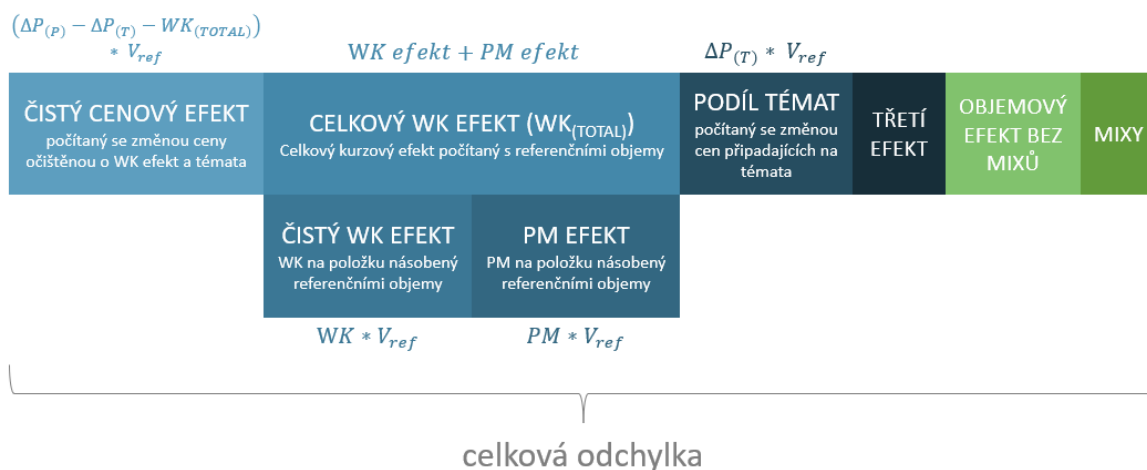 (ΔP(P) − ΔP(T) − WK(TOTAL))
∗ Vref
WK efekt + PM efekt
ΔP(T) ∗ Vref
ČISTÝ CENOVÝ EFEKT
počítaný se změnou ceny
očištěnou o WK efekt a témata
CELKOVÝ WK EFEKT (WK(TOTAL))
Celkový kurzový efekt počítaný s referenčními objemy
PODÍL TÉMAT
počítaný se změnou
cen připadajících na
témata
TŘETÍ
EFEKT
OBJEMOVÝ
EFEKT BEZ
MIXŮ
MIXY
ČISTÝ WK EFEKT
WK na položku násobený
referenčními objemy
PM EFEKT
PM na položku násobený
referenčními objemy
WK ∗ Vref
PM ∗ Vref
celková odchylka